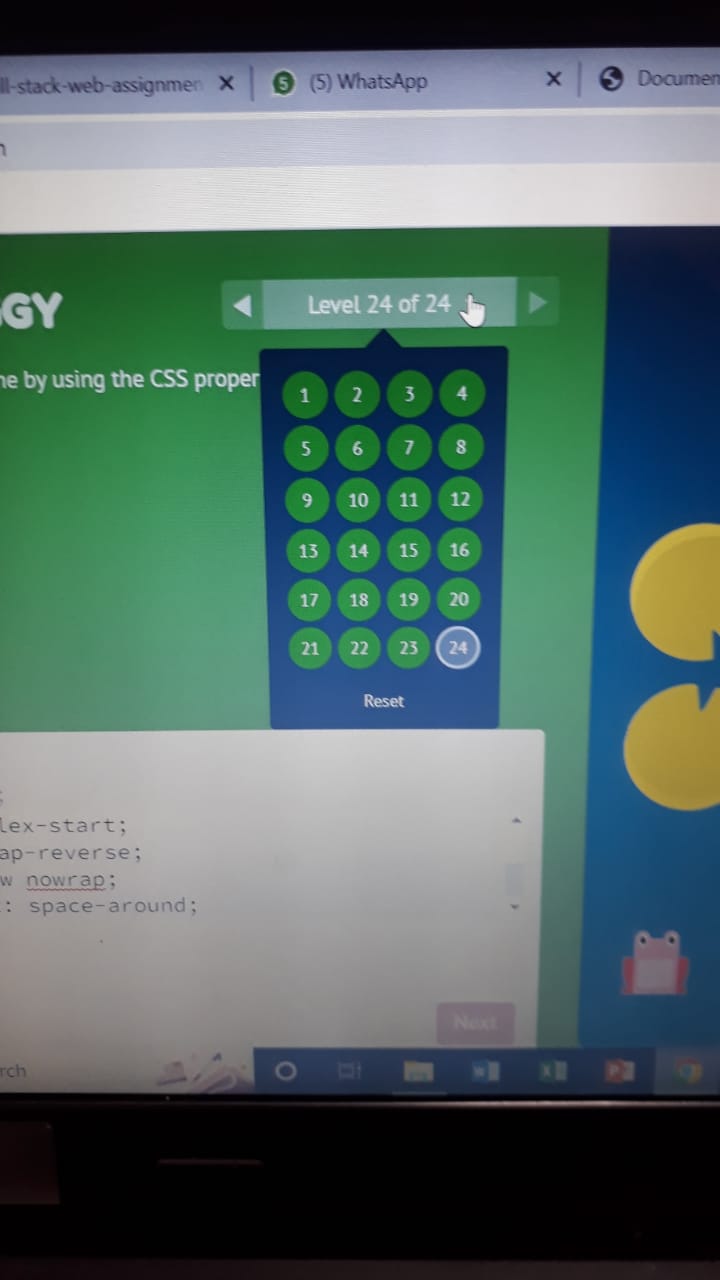 ll-stack-web-assignmen
5 (5) WhatsApp
Documen
GY
Level 24 of 24
ne by using the CSS proper
1 2 3 4
5 6 7 8
9 10 11 12
13 14 15 16
17 18 19 20
21 22 23 24
Reset
;
lex-start;
ap-reverse;
w nowrap;
: space-around;
Next
rch